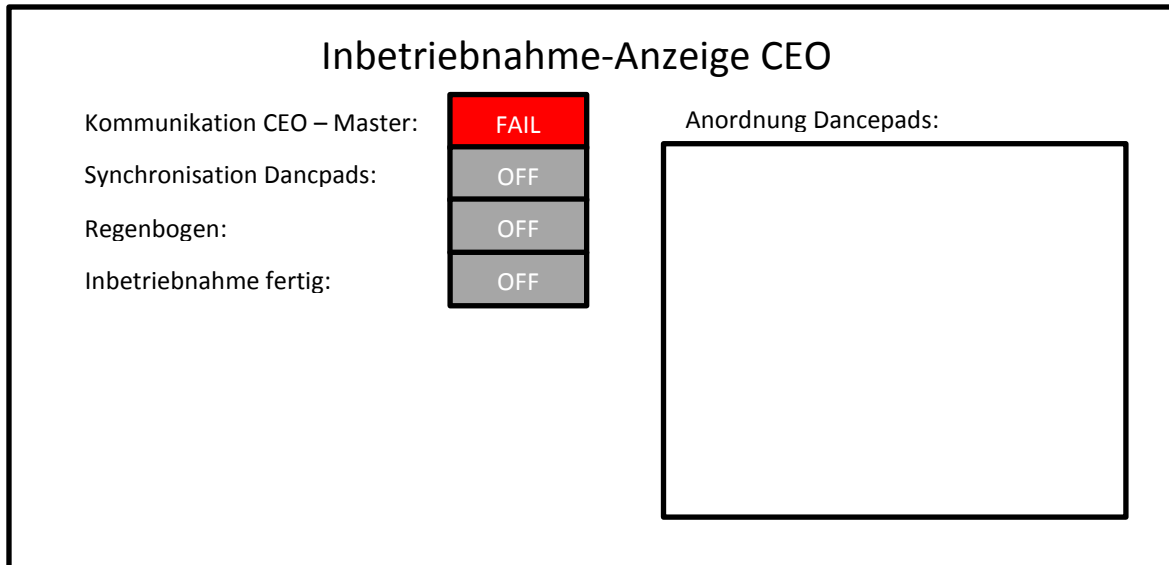 Inbetriebnahme-Anzeige CEO
Kommunikation CEO – Master: FAIL
Synchronisation Dancpads: OFF
Regenbogen: OFF
Inbetriebnahme fertig: OFF
Anordnung Dancepads: